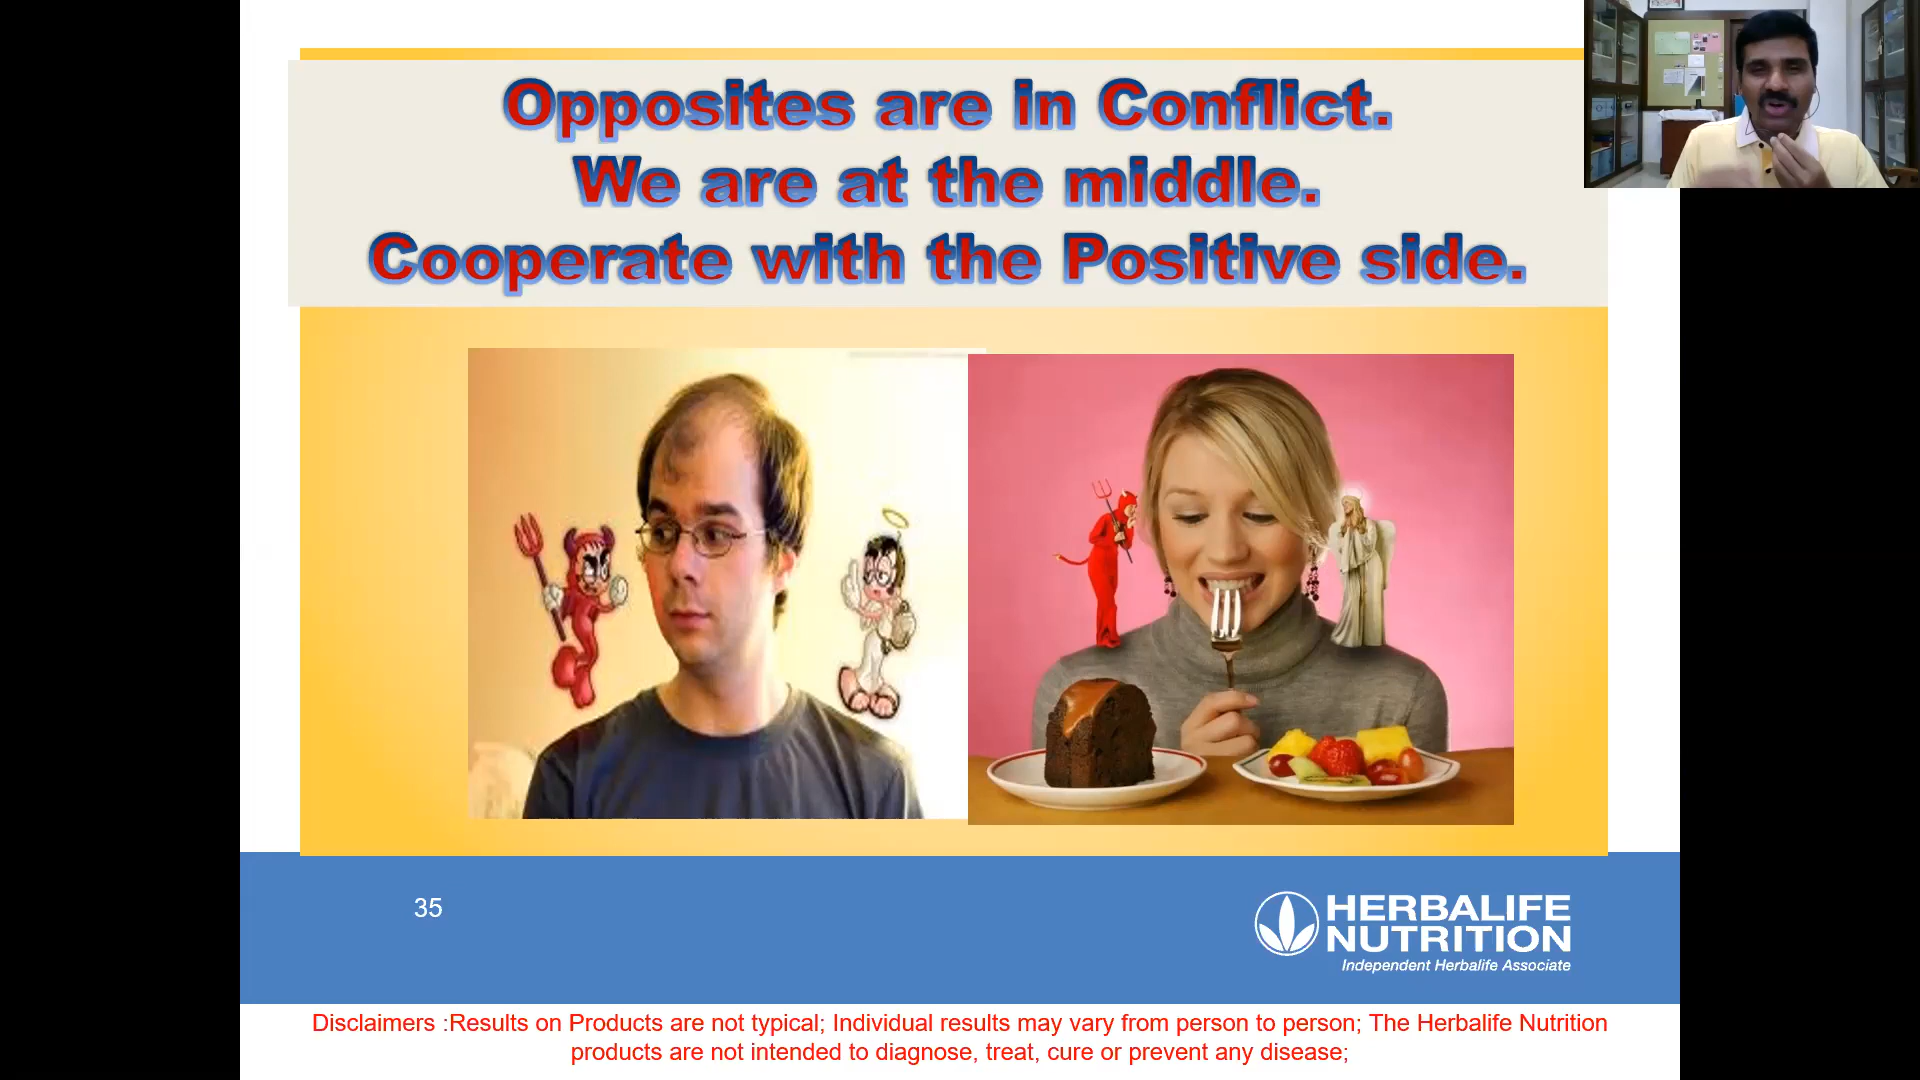 Opposites are in Conflict.
We are at the middle.
Cooperate with the Positive side.
35
HERBALIFE
NUTRITION
Independent Herbalife Associate
Disclaimers :Results on Products are not typical; Individual results may vary from person to person; The Herbalife Nutrition
products are not intended to diagnose, treat, cure or prevent any disease;